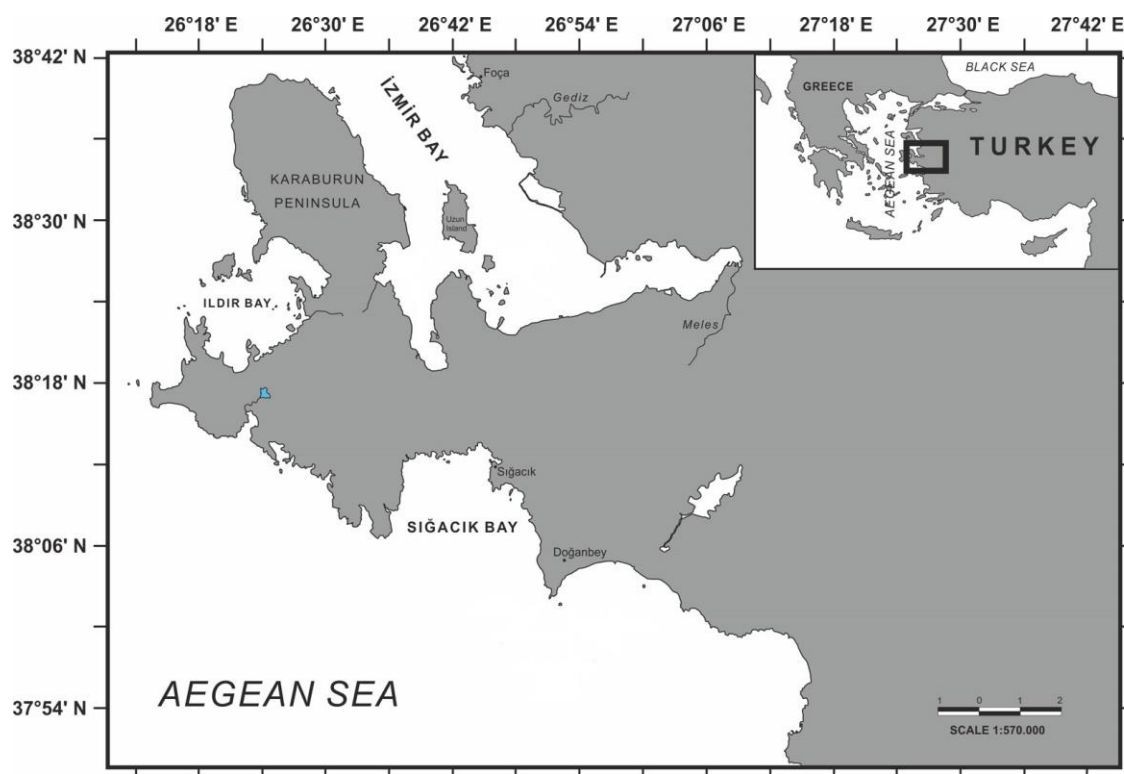 26°18' E
26°30' E
26°42' E
26°54' E
27°06' E
27°18' E
27°30' E
27°42' E
38°42' N
38°30' N
38°18' N
38°06' N
37°54' N
Foça
Gediz
İZMİR BAY
KARABURUN
PENINSULA
Uzun
Island
ILDIR BAY
Meles
Sığacık
SIĞACIK BAY
Doğanbey
AEGEAN SEA
BLACK SEA
GREECE
TURKEY
AEGEAN SEA
1 0 1 2
SCALE 1:570.000